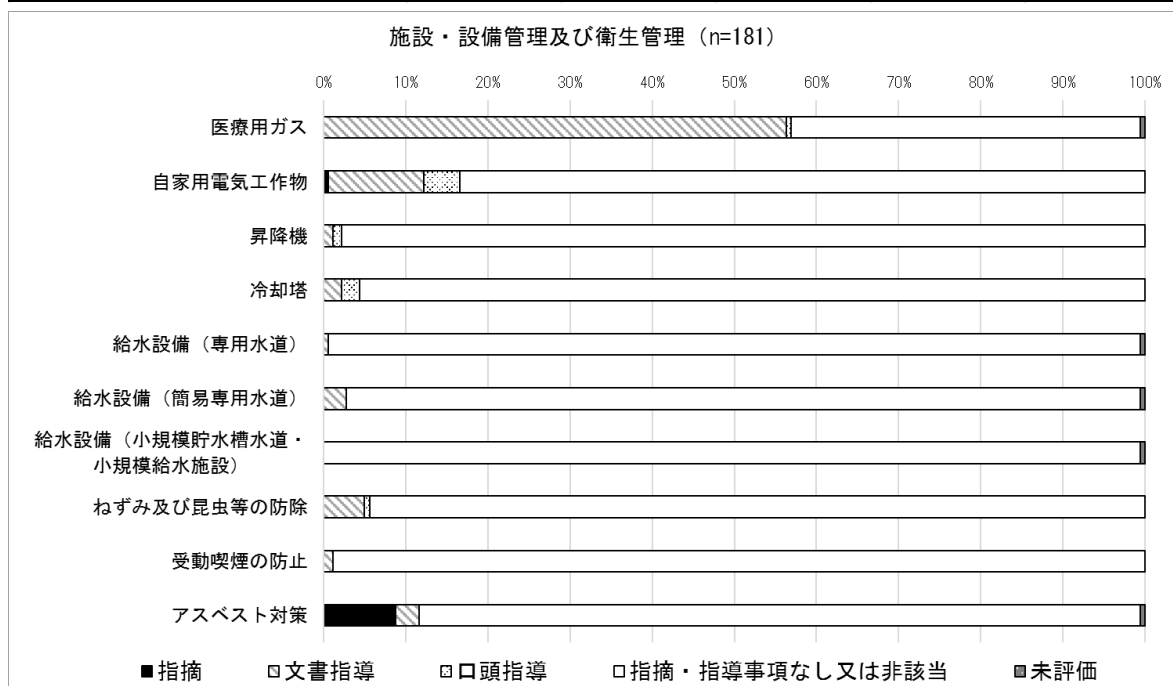 施設・設備管理及び衛生管理（n=181）
0% 10% 20% 30% 40% 50% 60% 70% 80% 90% 100%
医療用ガス
自家用電気工作物
昇降機
冷却塔
給水設備（専用水道）
給水設備（簡易専用水道）
給水設備（小規模貯水槽水道・
小規模給水施設）
ねずみ及び昆虫等の防除
受動喫煙の防止
アスベスト対策
指摘 文書指導 口頭指導 指摘・指導事項なし又は非該当 未評価